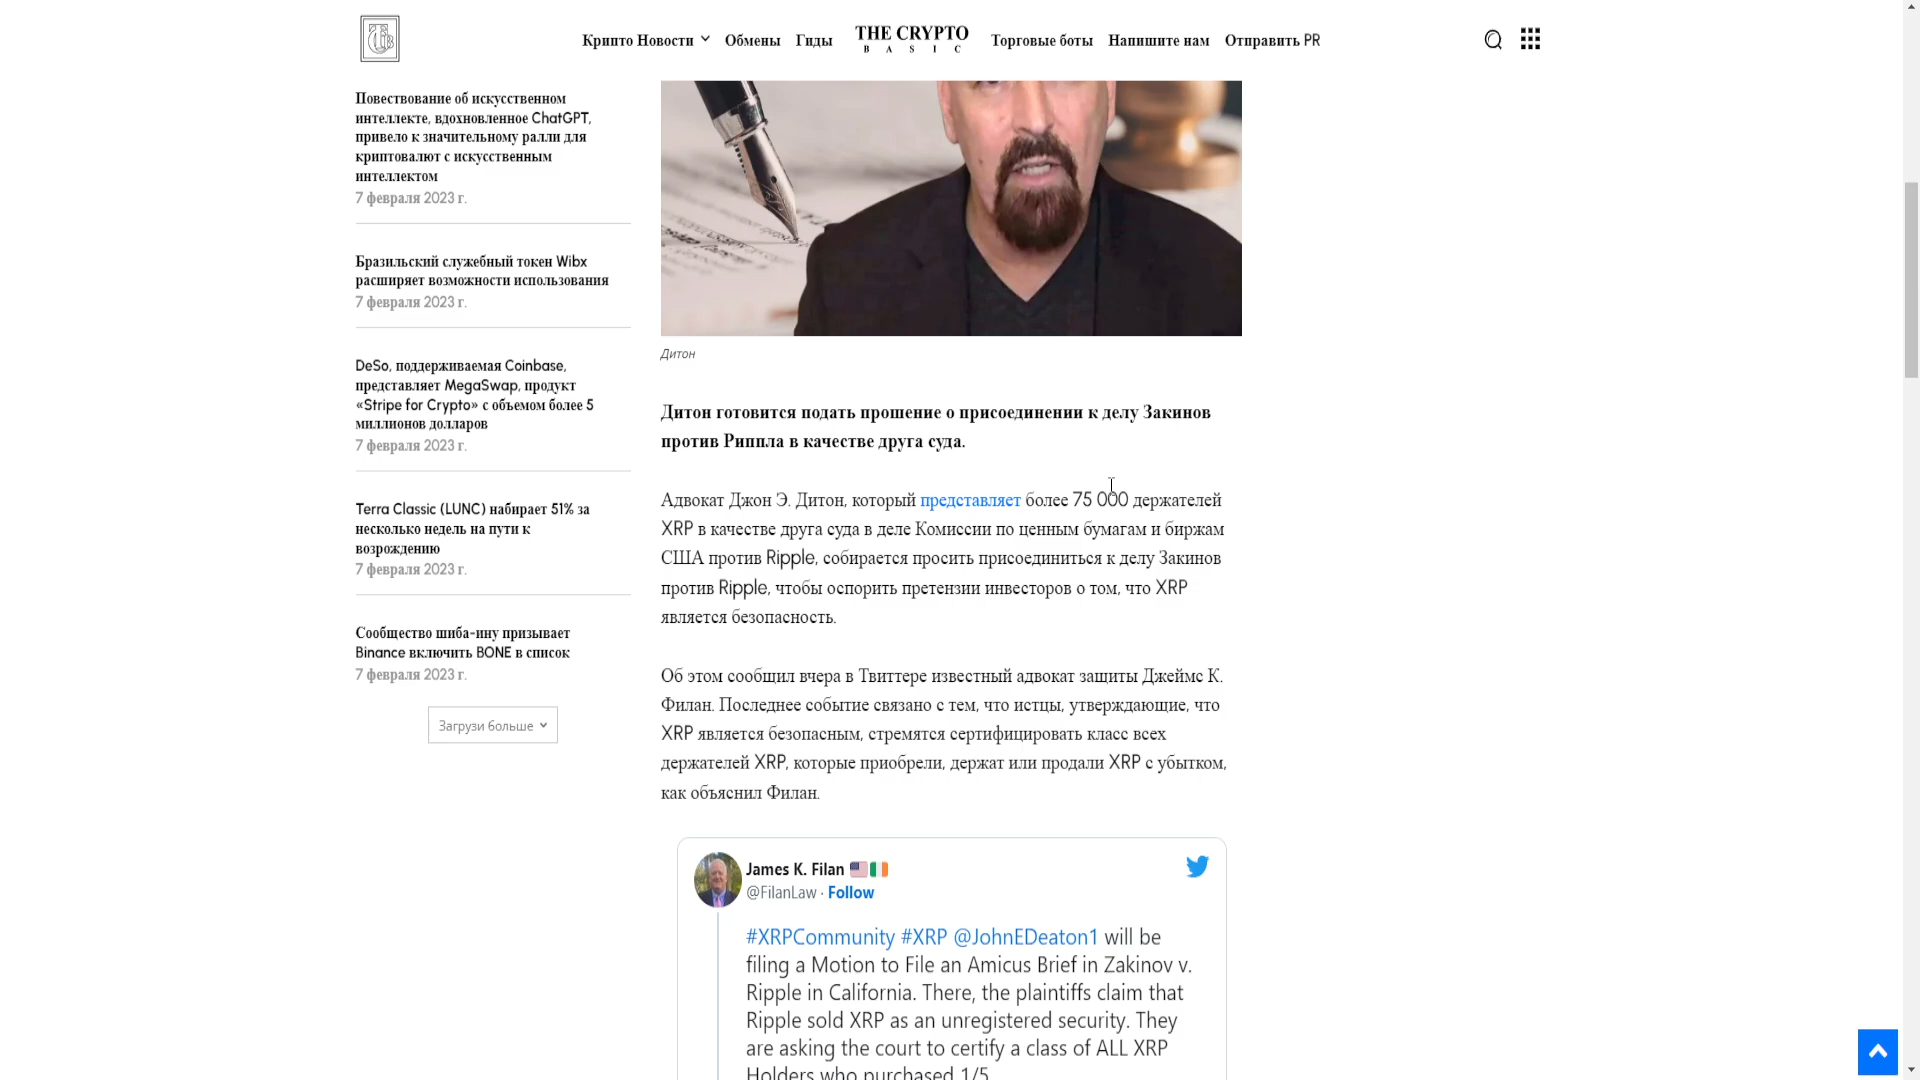 Крипто Новости
Обмены
Гиды
THE CRYPTO
BASIC
Торговые боты
Напишите нам
Отправить PR
Повествование об искусственном
интеллекте, вдохновленное ChatGPT,
привело к значительному ралли для
криптовалют с искусственным
интеллектом
7 февраля 2023 г.
Бразильский служебный токен Wibx
расширяет возможности использования
7 февраля 2023 г.
DeSo, поддерживаемая Coinbase,
представляет MegaSwap, продукт
«Stripe for Crypto» с объемом более 5
миллионов долларов
7 февраля 2023 г.
Terra Classic (LUNC) набирает 51% за
несколько недель на пути к
возрождению
7 февраля 2023 г.
Сообщество шиба-ину призывает
Binance включить BONE в список
7 февраля 2023 г.
Загрузи больше
Дитон
Дитон готовится подать прошение о присоединении к делу Закинов
против Риппла в качестве друга суда.
Адвокат Джон Э. Дитон, который представляет более 75 000 держателей
XRP в качестве друга суда в деле Комиссии по ценным бумагам и биржам
США против Ripple, собирается просить присоединиться к делу Закинов
против Ripple, чтобы оспорить претензии инвесторов о том, что XRP
является безопасность.
Об этом сообщил вчера в Твиттере известный адвокат защиты Джеймс К.
Филан. Последнее событие связано с тем, что истцы, утверждающие, что
XRP является безопасным, стремятся сертифицировать класс всех
держателей XRP, которые приобрели, держат или продали XRP с убытком,
как объяснил Филан.
James K. Filan 🇺🇸🇮🇪
@FilanLaw · Follow
#XRPCommunity #XRP @JohnEDeaton1 will be
filing a Motion to File an Amicus Brief in Zakinov v.
Ripple in California. There, the plaintiffs claim that
Ripple sold XRP as an unregistered security. They
are asking the court to certify a class of ALL XRP
Holders who purchased 1/5